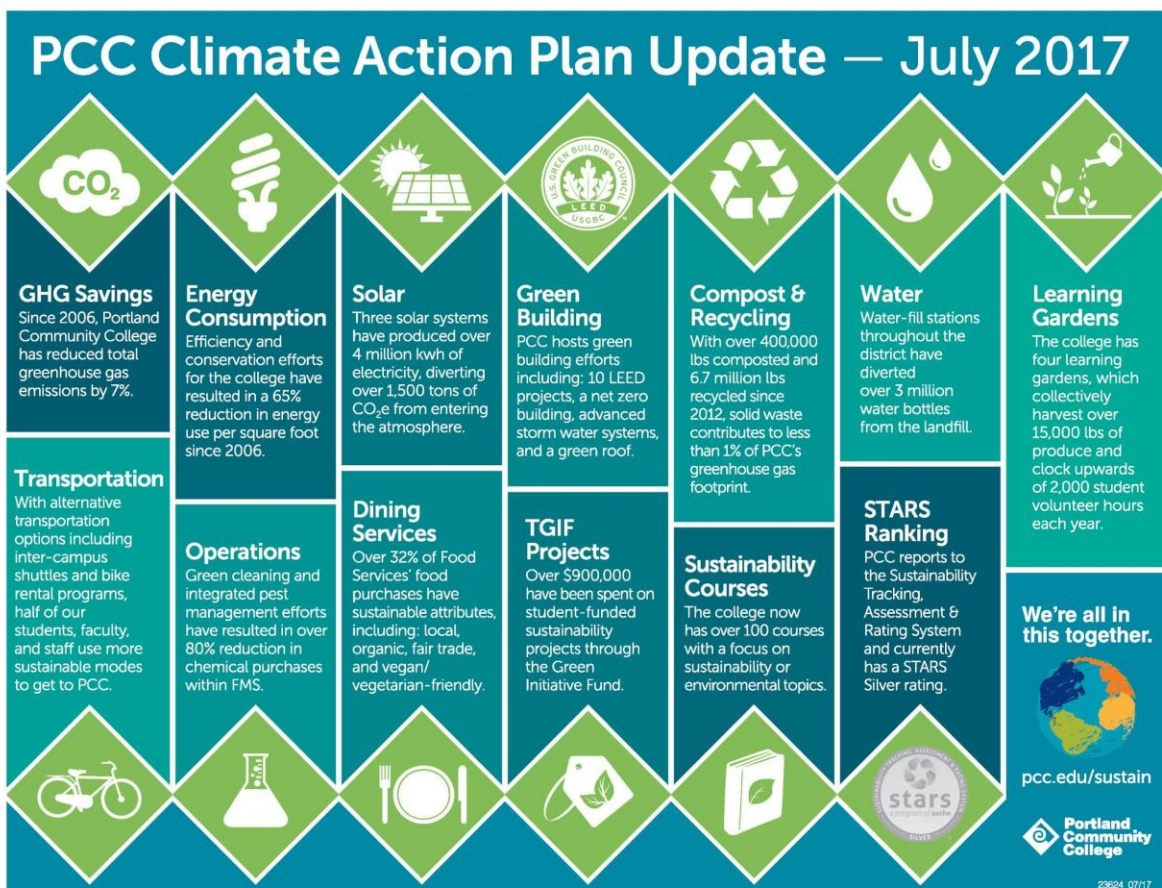 PCC Climate Action Plan Update — July 2017
CO₂
U.S. GREEN BUILDING COUNCIL
LEED
USGBC
GHG Savings
Since 2006, Portland
Community College
has reduced total
greenhouse gas
emissions by 7%.
Energy
Consumption
Efficiency and
conservation efforts
for the college have
resulted in a 65%
reduction in energy
use per square foot
since 2006.
Solar
Three solar systems
have produced over
4 million kwh of
electricity, diverting
over 1,500 tons of
CO₂e from entering
the atmosphere.
Green
Building
PCC hosts green
building efforts
including: 10 LEED
projects, a net zero
building, advanced
storm water systems,
and a green roof.
Compost &
Recycling
With over 400,000
lbs composted and
6.7 million lbs
recycled since
2012, solid waste
contributes to less
than 1% of PCC's
greenhouse gas
footprint.
Water
Water-fill stations
throughout the
district have
diverted
over 3 million
water bottles
from the landfill.
Learning
Gardens
The college has
four learning
gardens, which
collectively
harvest over
15,000 lbs of
produce and
clock upwards
of 2,000 student
volunteer hours
each year.
Transportation
With alternative
transportation
options including
inter-campus
shuttles and bike
rental programs,
half of our
students, faculty,
and staff use more
sustainable modes
to get to PCC.
Operations
Green cleaning and
integrated pest
management efforts
have resulted in over
80% reduction in
chemical purchases
within FMS.
Dining
Services
Over 32% of Food
Services' food
purchases have
sustainable attributes,
including: local,
organic, fair trade,
and vegan/
vegetarian-friendly.
TGIF
Projects
Over $900,000
have been spent on
student-funded
sustainability
projects through
the Green
Initiative Fund.
Sustainability
Courses
The college now
has over 100 courses
with a focus on
sustainability or
environmental topics.
STARS
Ranking
PCC reports to
the Sustainability
Tracking,
Assessment &
Rating System
and currently
has a STARS
Silver rating.
SUSTAINABILITY TRACKING, ASSESSMENT & RATING SYSTEM
stars
a program of aashe
SILVER
We're all in
this together.
pcc.edu/sustain
Portland
Community
College
23624 07/17